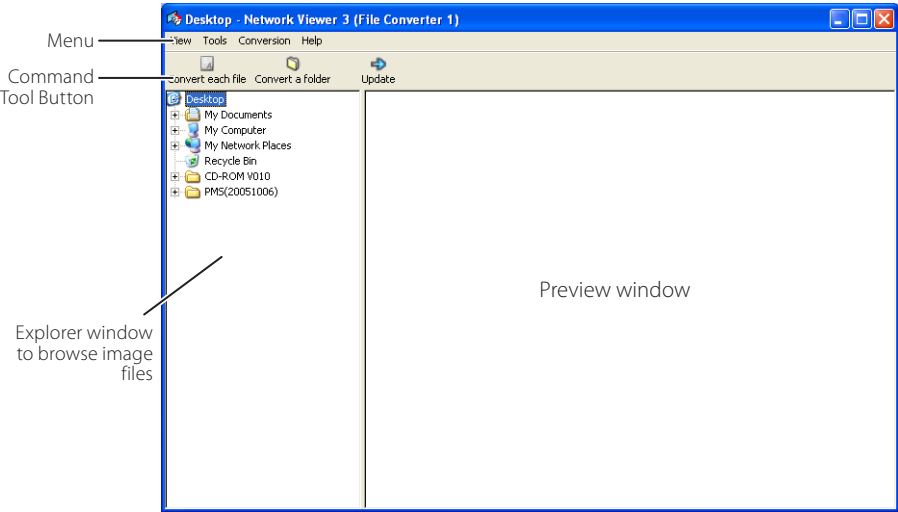 Desktop - Network Viewer 3 (File Converter 1)
Menu
View Tools Conversion Help
Command
Tool Button
Convert each file Convert a folder Update
Desktop
My Documents
My Computer
My Network Places
Recycle Bin
CD-ROM V010
PMS(20051006)
Preview window
Explorer window
to browse image
files